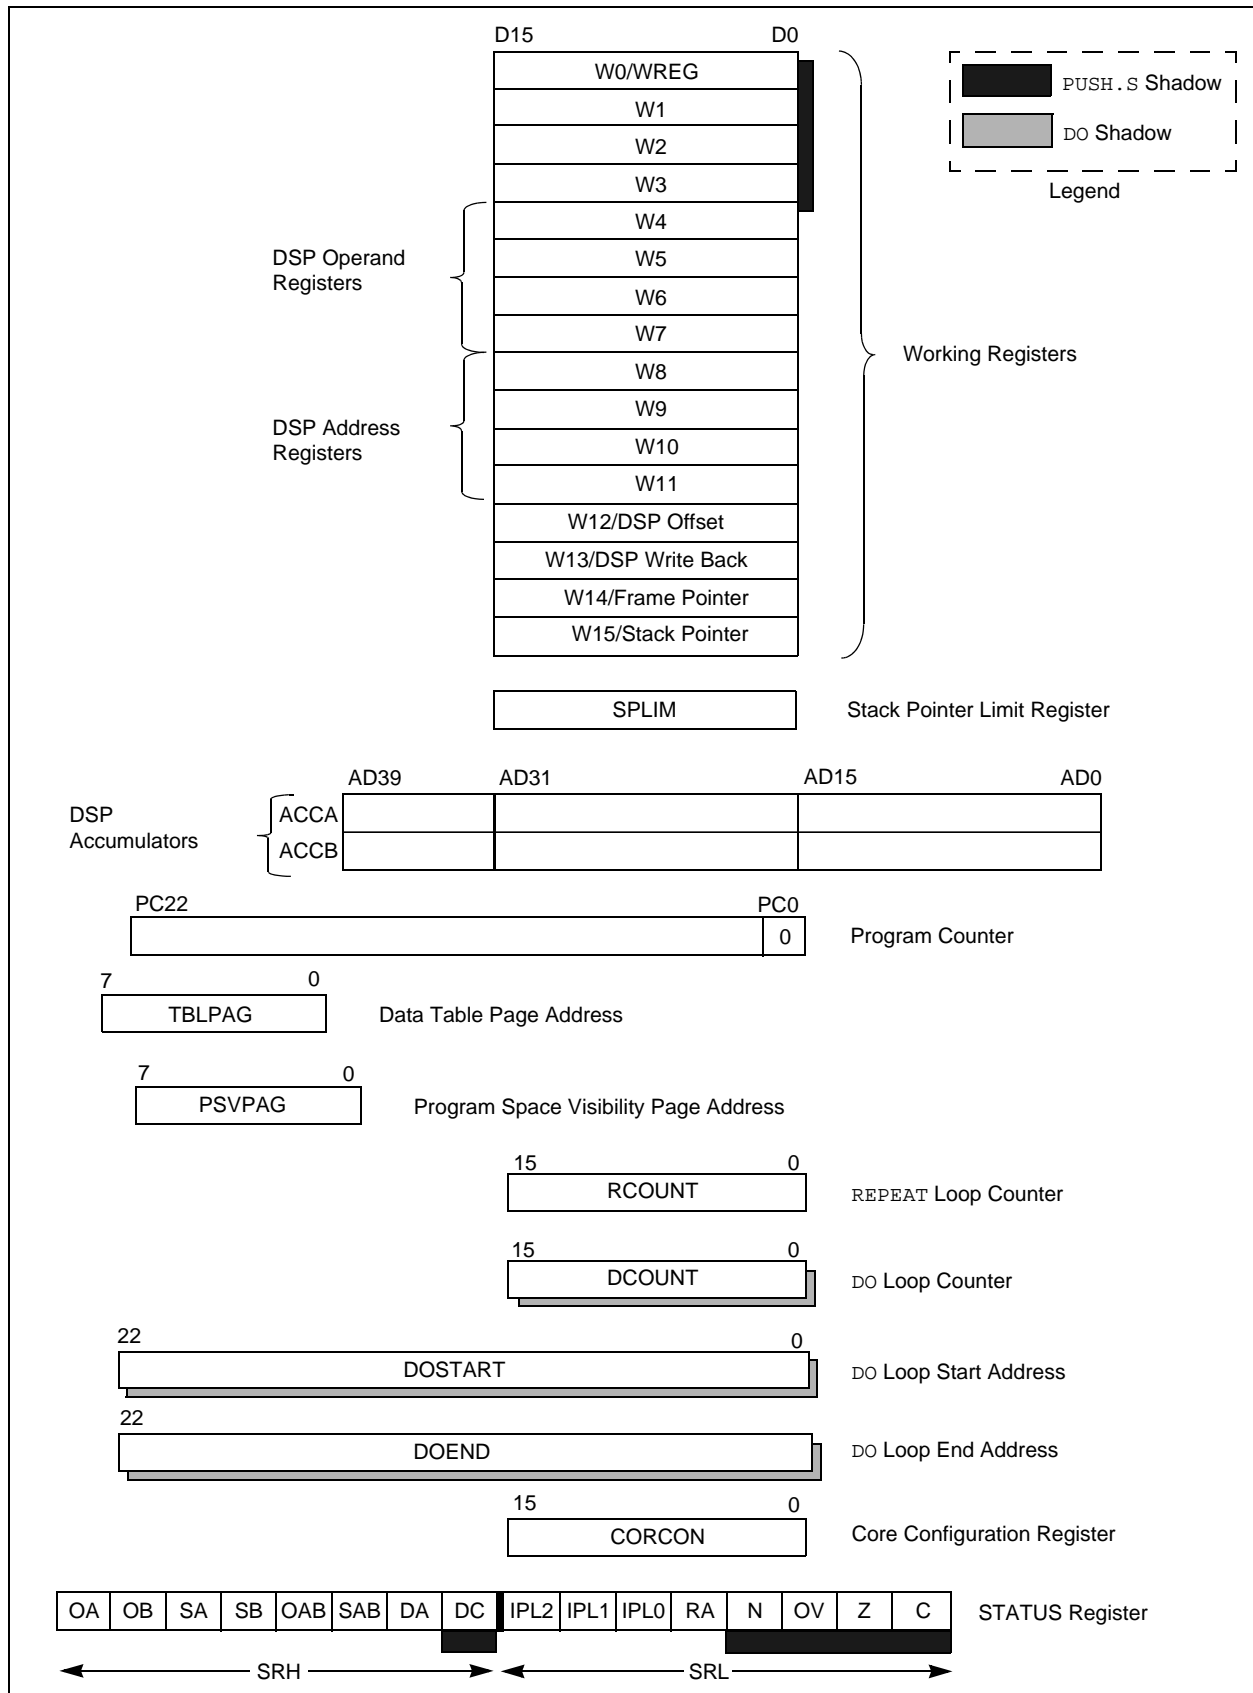 D15 D0
W0/WREG
W1
W2
W3
W4
W5
W6
W7
W8
W9
W10
W11
W12/DSP Offset
W13/DSP Write Back
W14/Frame Pointer
W15/Stack Pointer
PUSH.S Shadow
DO Shadow
Legend
DSP Operand
Registers
DSP Address
Registers
Working Registers
SPLIM Stack Pointer Limit Register
AD39 AD31 AD15 AD0
DSP
Accumulators
ACCA
ACCB
PC22 PC0
0 Program Counter
7 0
TBLPAG Data Table Page Address
7 0
PSVPAG Program Space Visibility Page Address
15 0
RCOUNT REPEAT Loop Counter
15 0
DCOUNT DO Loop Counter
22 0
DOSTART DO Loop Start Address
22
DOEND DO Loop End Address
15 0
CORCON Core Configuration Register
OA OB SA SB OAB SAB DA DC IPL2 IPL1 IPL0 RA N OV Z C STATUS Register
SRH SRL